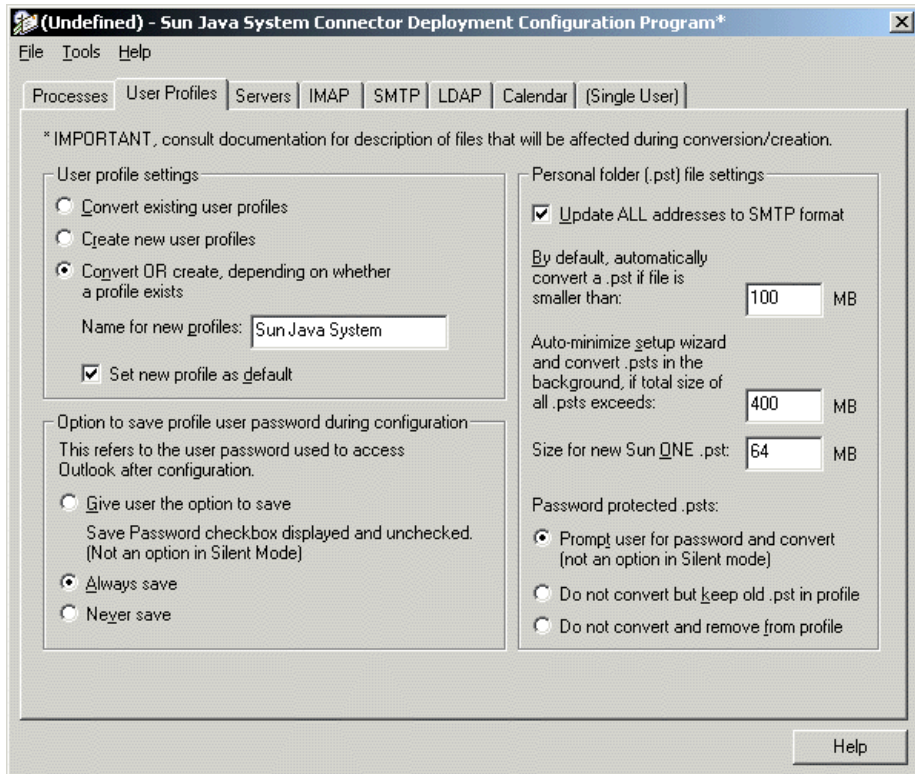 (Undefined) - Sun Java System Connector Deployment Configuration Program*
File Tools Help
Processes User Profiles Servers IMAP SMTP LDAP Calendar (Single User)
* IMPORTANT, consult documentation for description of files that will be affected during conversion/creation.
User profile settings
Convert existing user profiles
Create new user profiles
Convert OR create, depending on whether
a profile exists
Name for new profiles: Sun Java System
Set new profile as default
Option to save profile user password during configuration
This refers to the user password used to access
Outlook after configuration.
Give user the option to save
Save Password checkbox displayed and unchecked.
(Not an option in Silent Mode)
Always save
Never save
Personal folder (.pst) file settings
Update ALL addresses to SMTP format
By default, automatically
convert a .pst if file is
smaller than: 100 MB
Auto-minimize setup wizard
and convert .psts in the
background, if total size of
all .psts exceeds: 400 MB
Size for new Sun ONE .pst: 64 MB
Password protected .psts:
Prompt user for password and convert
(not an option in Silent mode)
Do not convert but keep old .pst in profile
Do not convert and remove from profile
Help